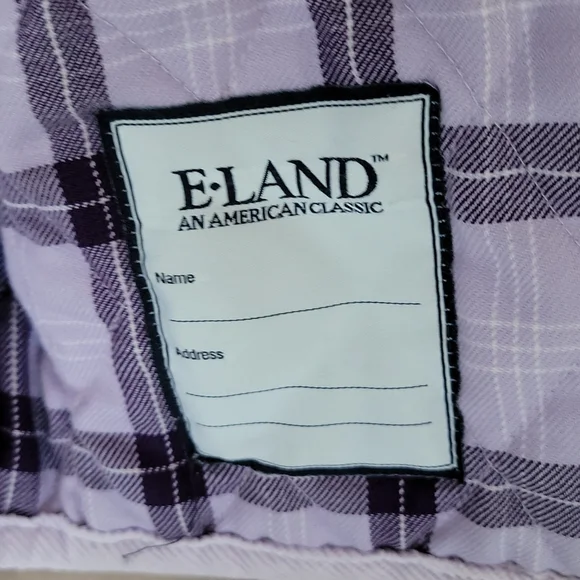 E·LAND™
AN AMERICAN CLASSIC
Name
Address